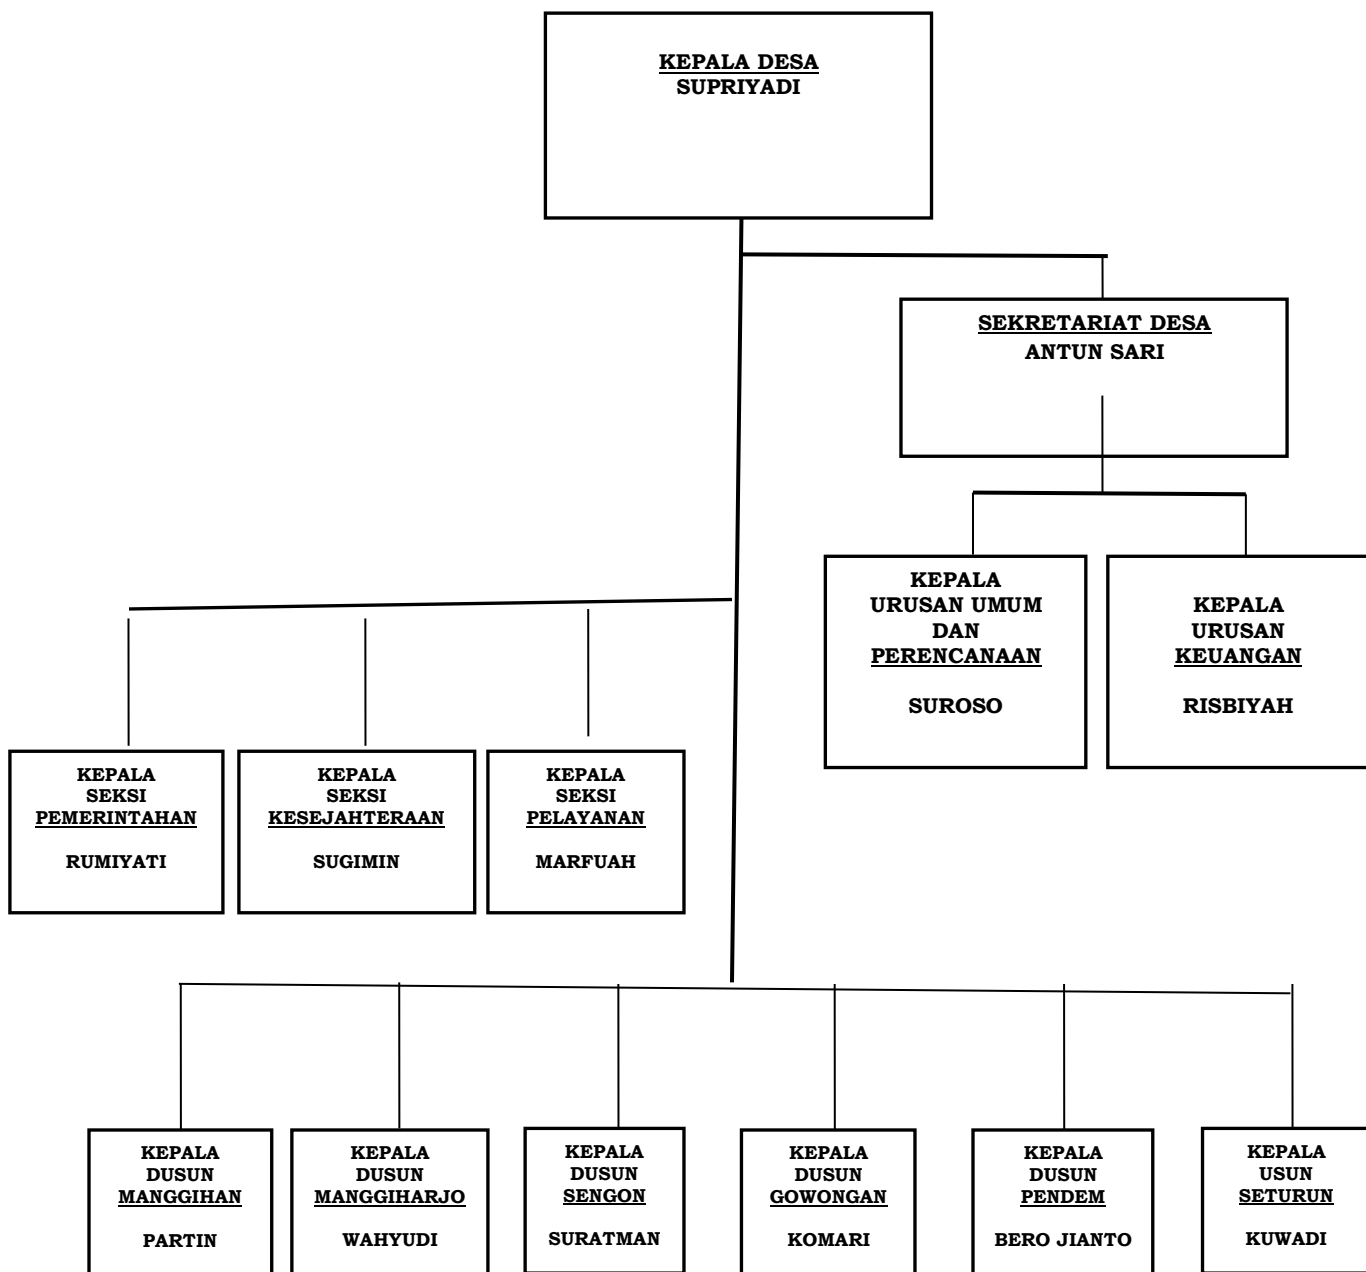 KEPALA DESA
SUPRIYADI
SEKRETARIAT DESA
ANTUN SARI
KEPALA
URUSAN UMUM
DAN
PERENCANAAN
SUROSO
KEPALA
URUSAN
KEUANGAN
RISBIYAH
KEPALA
SEKSI
PEMERINTAHAN
RUMIYATI
KEPALA
SEKSI
KESEJAHTERAAN
SUGIMIN
KEPALA
SEKSI
PELAYANAN
MARFUAH
KEPALA
DUSUN
MANGGIHAN
PARTIN
KEPALA
DUSUN
MANGGIHARJO
WAHYUDI
KEPALA
DUSUN
SENGON
SURATMAN
KEPALA
DUSUN
GOWONGAN
KOMARI
KEPALA
DUSUN
PENDEM
BERO JIANTO
KEPALA
USUN
SETURUN
KUWADI